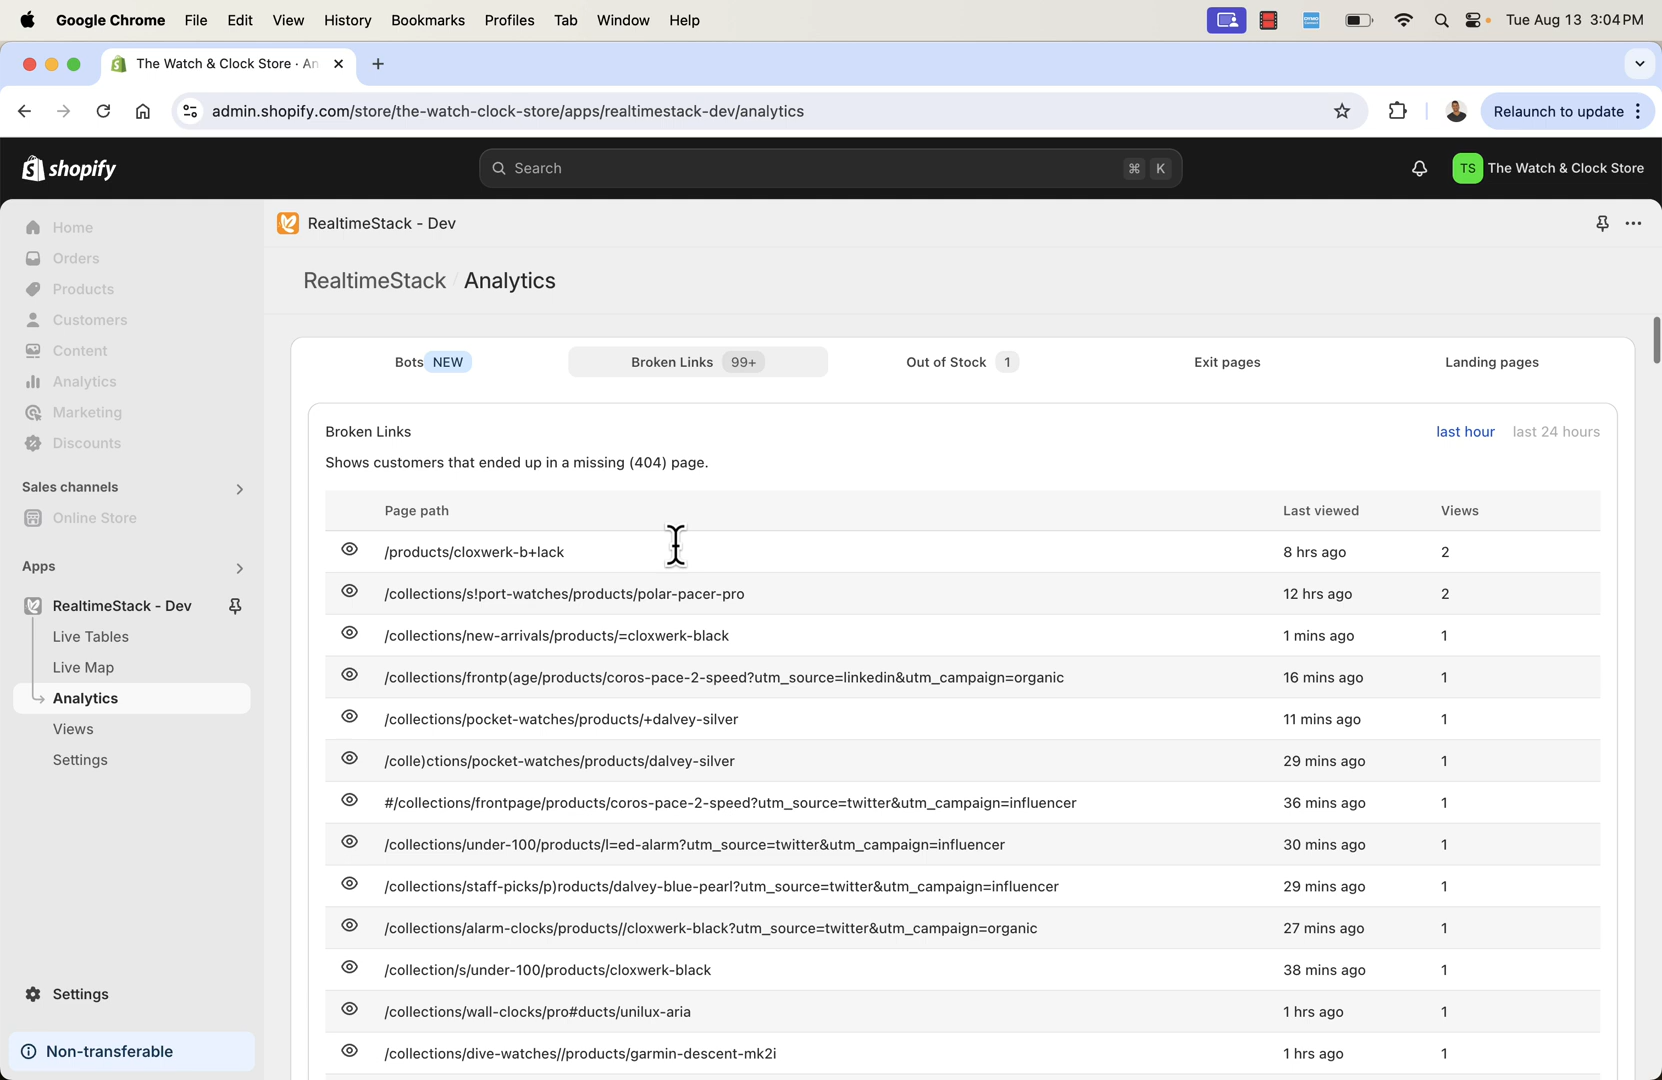 Google Chrome File Edit View History Bookmarks Profiles Tab Window Help Tue Aug 13 3:04 PM
The Watch & Clock Store · An
admin.shopify.com/store/the-watch-clock-store/apps/realtimestack-dev/analytics Relaunch to update
shopify Search ⌘ K TS The Watch & Clock Store
Home
Orders
Products
Customers
Content
Analytics
Marketing
Discounts
Sales channels
Online Store
Apps
RealtimeStack - Dev
Live Tables
Live Map
Analytics
Views
Settings
Settings
Non-transferable
RealtimeStack - Dev
RealtimeStack / Analytics
Bots NEW Broken Links 99+ Out of Stock 1 Exit pages Landing pages
Broken Links last hour last 24 hours
Shows customers that ended up in a missing (404) page.
Page path Last viewed Views
/products/cloxwerk-b+lack 8 hrs ago 2
/collections/s!port-watches/products/polar-pacer-pro 12 hrs ago 2
/collections/new-arrivals/products/=cloxwerk-black 1 mins ago 1
/collections/frontp(age/products/coros-pace-2-speed?utm_source=linkedin&utm_campaign=organic 16 mins ago 1
/collections/pocket-watches/products/+dalvey-silver 11 mins ago 1
/colle)ctions/pocket-watches/products/dalvey-silver 29 mins ago 1
#/collections/frontpage/products/coros-pace-2-speed?utm_source=twitter&utm_campaign=influencer 36 mins ago 1
/collections/under-100/products/l=ed-alarm?utm_source=twitter&utm_campaign=influencer 30 mins ago 1
/collections/staff-picks/p)roducts/dalvey-blue-pearl?utm_source=twitter&utm_campaign=influencer 29 mins ago 1
/collections/alarm-clocks/products//cloxwerk-black?utm_source=twitter&utm_campaign=organic 27 mins ago 1
/collection/s/under-100/products/cloxwerk-black 38 mins ago 1
/collections/wall-clocks/pro#ducts/unilux-aria 1 hrs ago 1
/collections/dive-watches//products/garmin-descent-mk2i 1 hrs ago 1